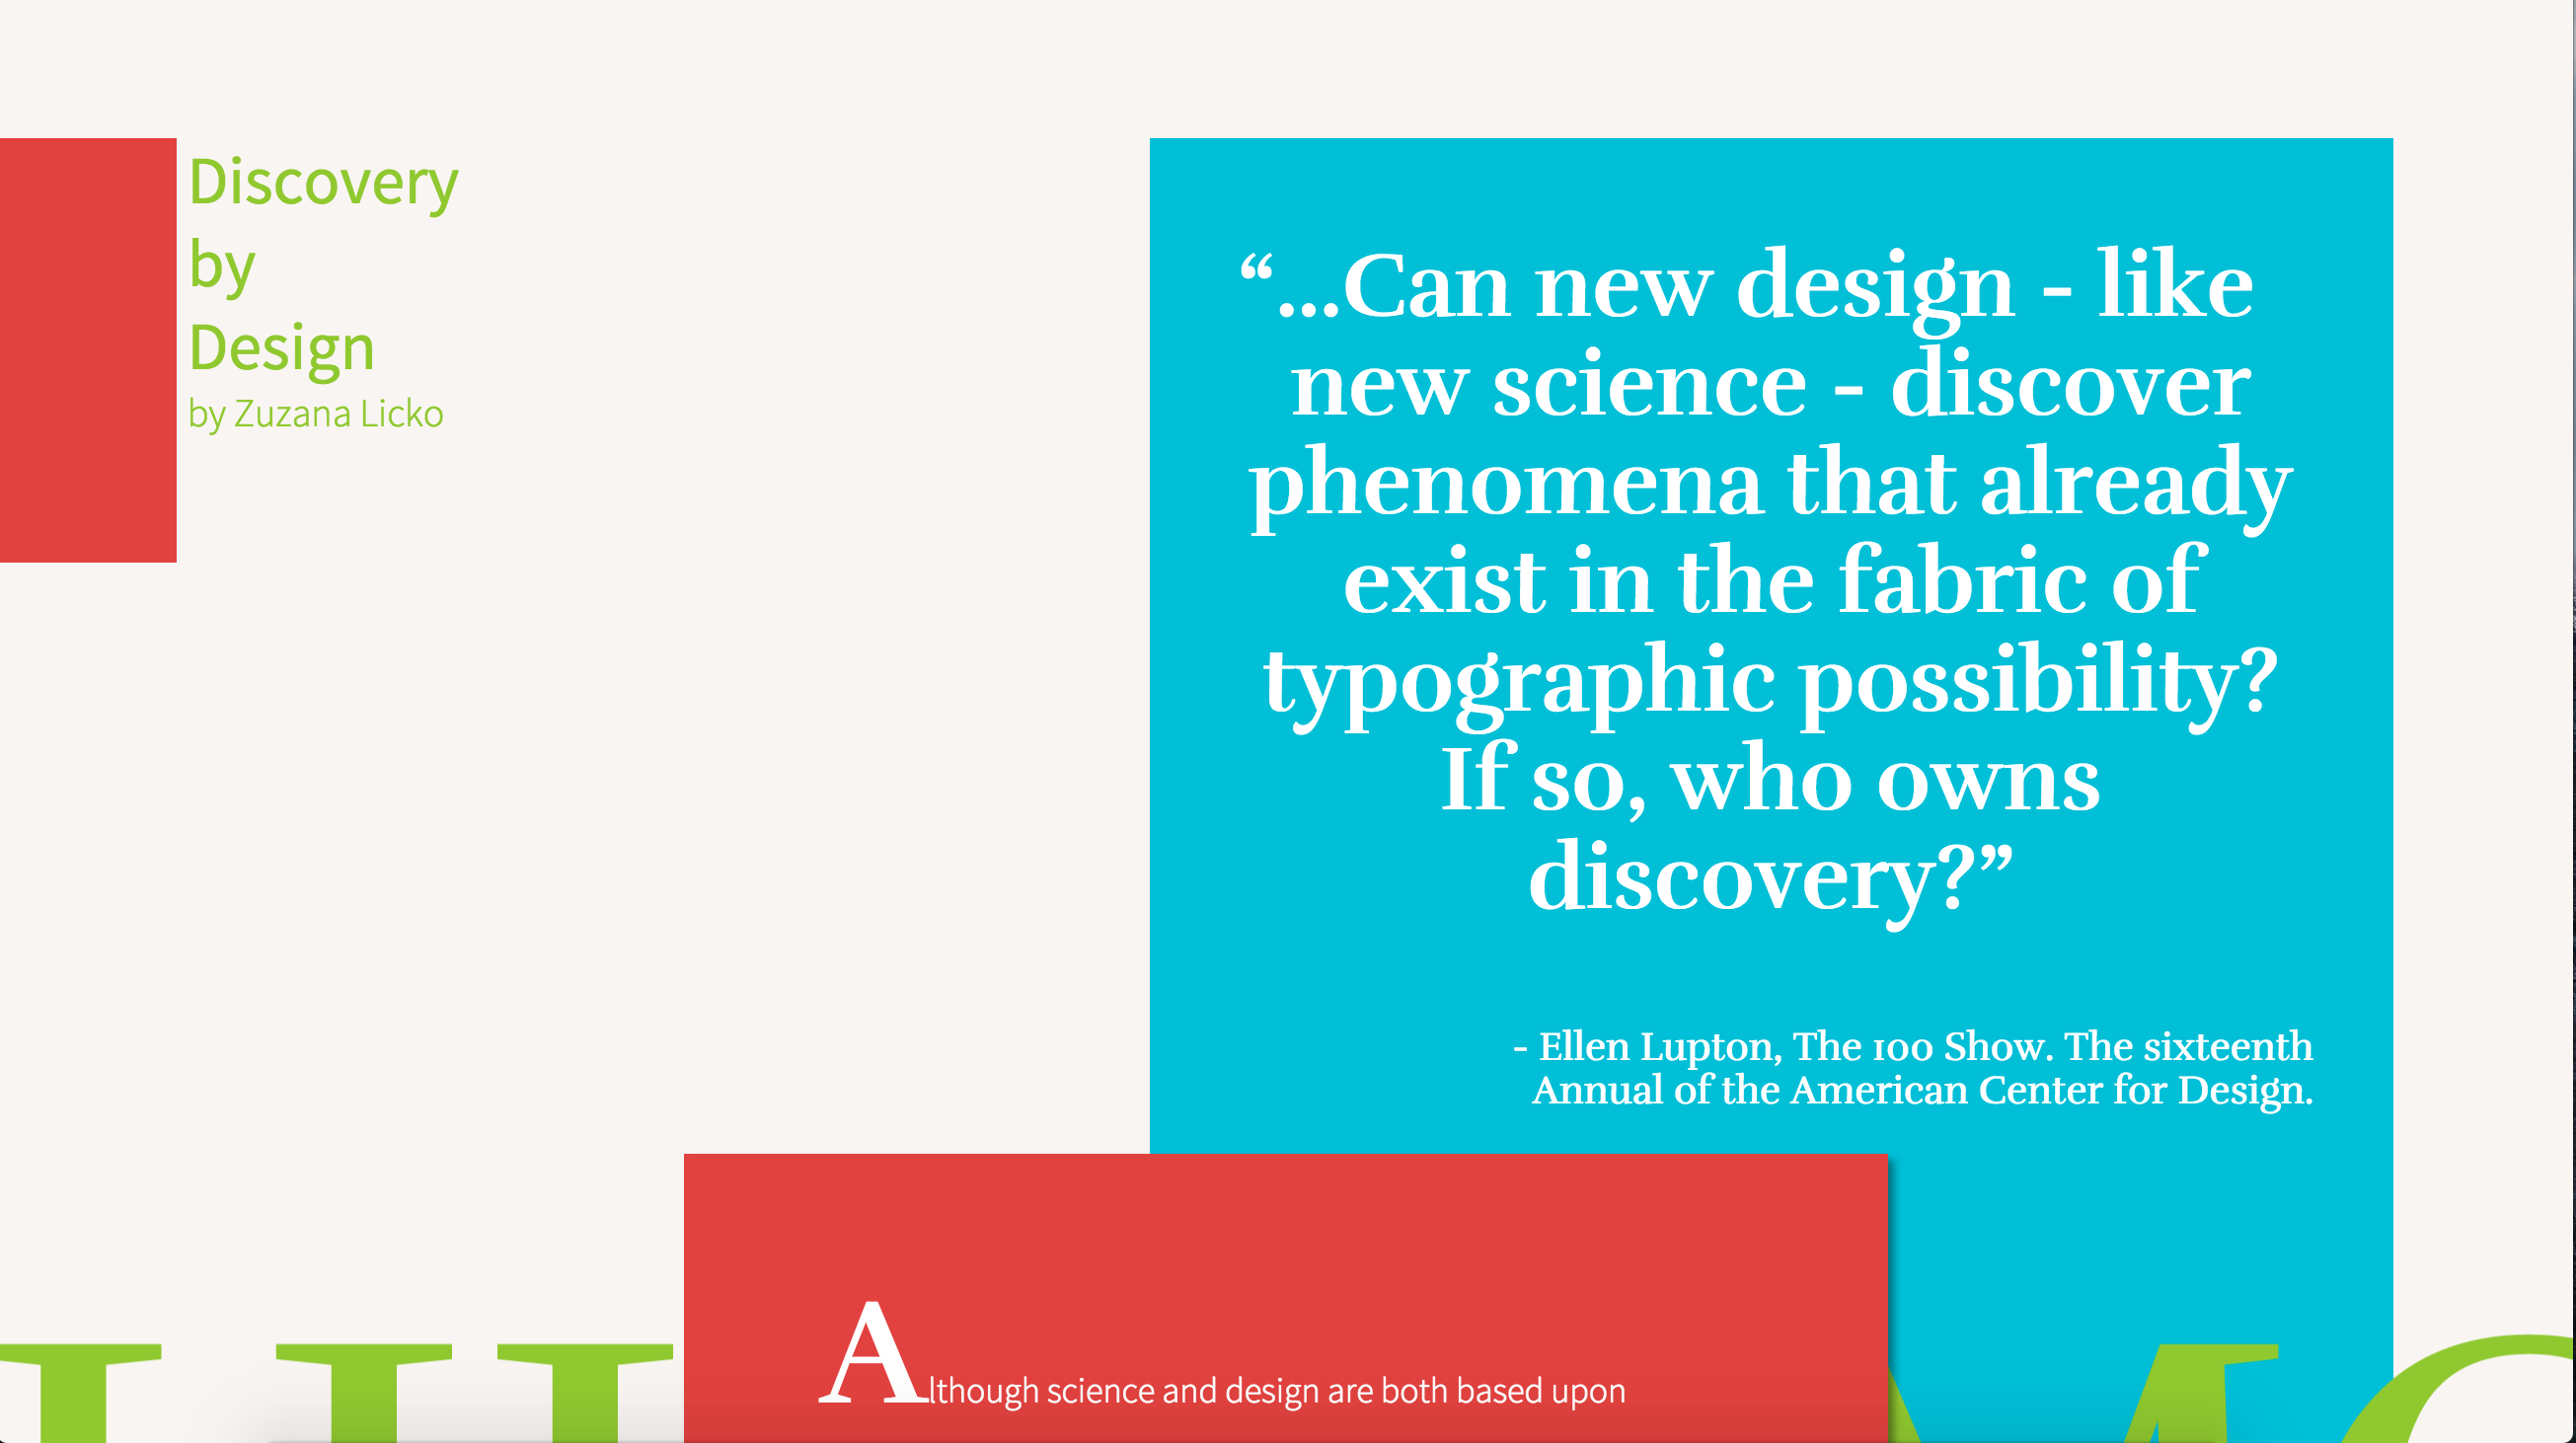 Discovery
by
Design
by Zuzana Licko
“...Can new design - like
new science - discover
phenomena that already
exist in the fabric of
typographic possibility?
If so, who owns
discovery?”
- Ellen Lupton, The 100 Show. The sixteenth
Annual of the American Center for Design.
Although science and design are both based upon